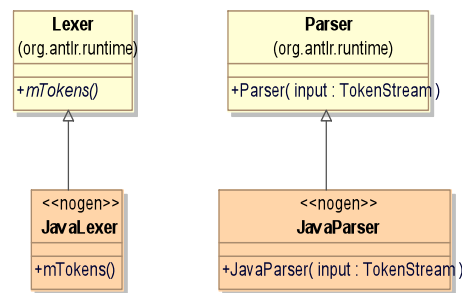 Lexer
(org.antlr.runtime)
+mTokens()
Parser
(org.antlr.runtime)
+Parser( input : TokenStream )
<<nogen>>
JavaLexer
+mTokens()
<<nogen>>
JavaParser
+JavaParser( input : TokenStream )